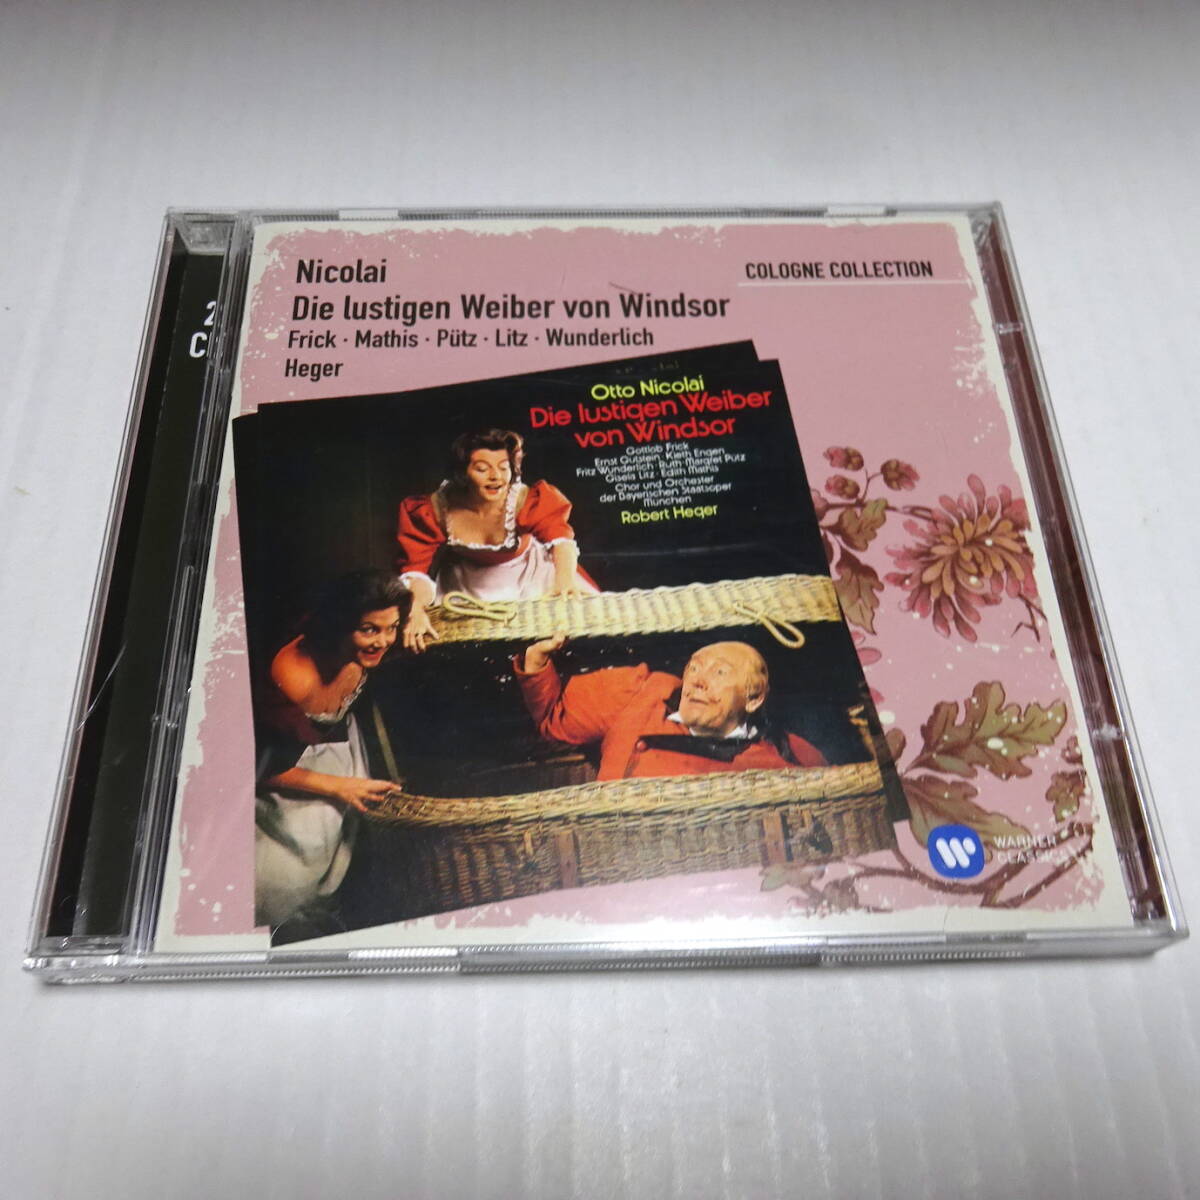 Nicolai
Die lustigen Weiber von Windsor
Frick · Mathis · Pütz · Litz · Wunderlich
Heger
COLOGNE COLLECTION
2
C
Otto Nicolai
Die lustigen Weiber
von Windsor
Gottlob Frick
Ernst Gutstein · Kieth Engen
Fritz Wunderlich · Ruth-Margret Pütz
Gisela Litz · Edith Mathis
Chor und Orchester
der Bayerischen Staatsoper
München
Robert Heger
WARNER
CLASSICS